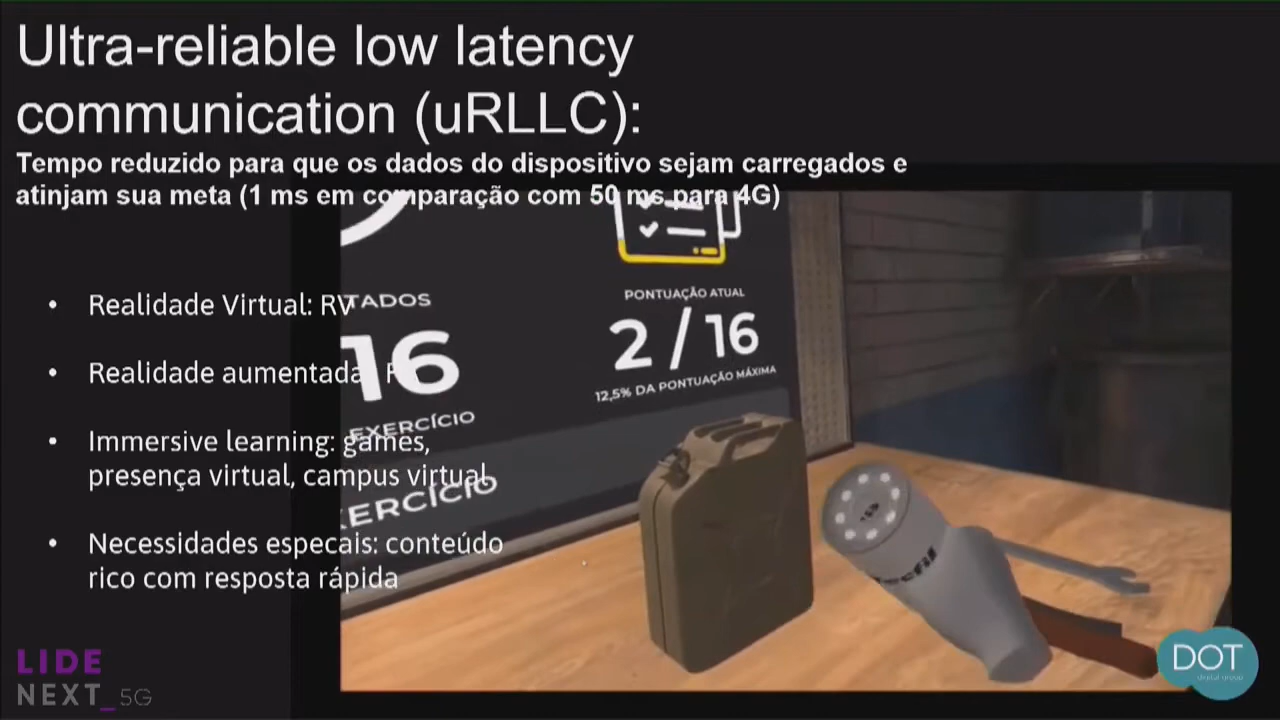 Ultra-reliable low latency
communication (uRLLC):
Tempo reduzido para que os dados do dispositivo sejam carregados e
atinjam sua meta (1 ms em comparação com 50 ms para 4G)
• Realidade Virtual: RV
• Realidade aumentada
• Immersive learning: games,
presença virtual, campus virtual
• Necessidades especais: conteúdo
rico com resposta rápida
TADOS
16
EXERCÍCIO
PONTUAÇÃO ATUAL
2 / 16
12,5% DA PONTUAÇÃO MÁXIMA
LIDE
NEXT_5G
DOT
digital group